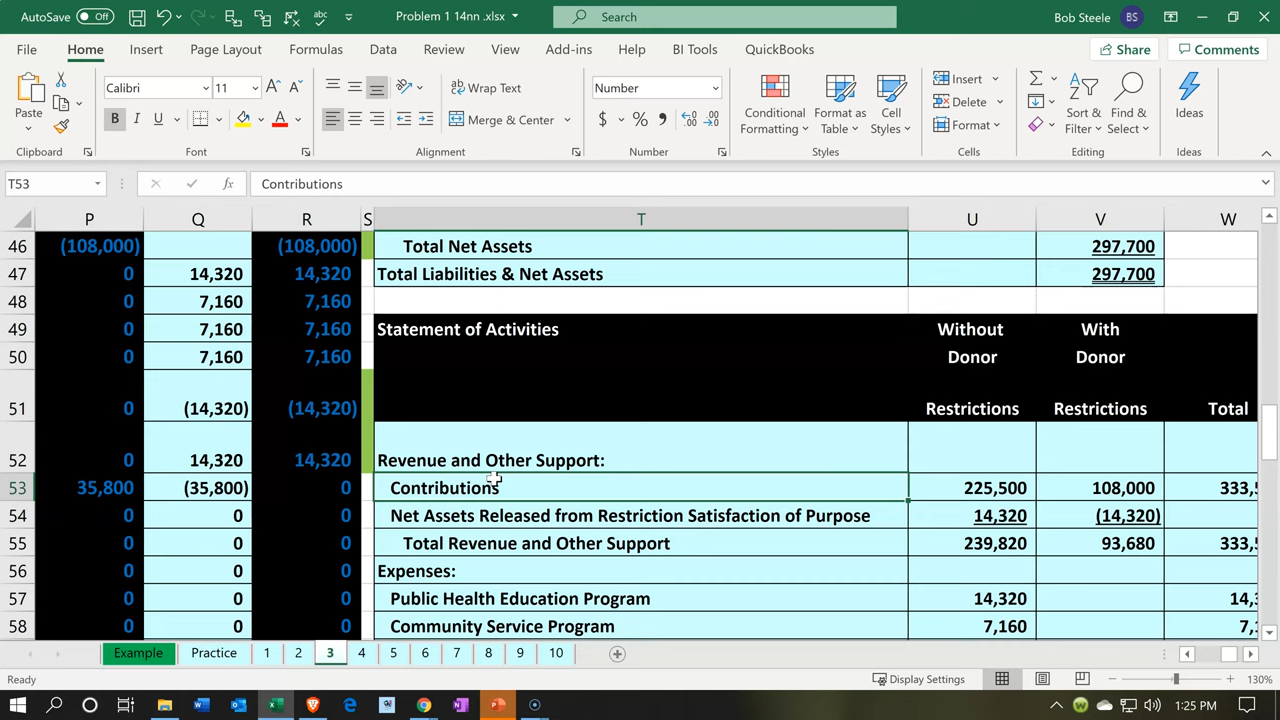 AutoSave Off Problem 1 14nn .xlsx Search Bob Steele BS
File Home Insert Page Layout Formulas Data Review View Add-ins Help BI Tools QuickBooks Share Comments
Calibri 11 Wrap Text Number Insert
Paste B I U Merge & Center $ % Conditional Formatting Format as Table Cell Styles Delete Format Sort & Filter Find & Select Ideas
Clipboard Font Alignment Number Styles Cells Editing Ideas
T53 fx Contributions
P Q R S T U V W
46 (108,000) (108,000) Total Net Assets 297,700
47 0 14,320 14,320 Total Liabilities & Net Assets 297,700
48 0 7,160 7,160
49 0 7,160 7,160 Statement of Activities Without With
50 0 7,160 7,160 Donor Donor
51 0 (14,320) (14,320) Restrictions Restrictions Total
52 0 14,320 14,320 Revenue and Other Support:
53 35,800 (35,800) 0 Contributions 225,500 108,000 333,5
54 0 0 0 Net Assets Released from Restriction Satisfaction of Purpose 14,320 (14,320)
55 0 0 0 Total Revenue and Other Support 239,820 93,680 333,5
56 0 0 0 Expenses:
57 0 0 0 Public Health Education Program 14,320 14,3
58 0 0 0 Community Service Program 7,160 7,1
Example Practice 1 2 3 4 5 6 7 8 9 10
Ready Display Settings 130%
1:25 PM